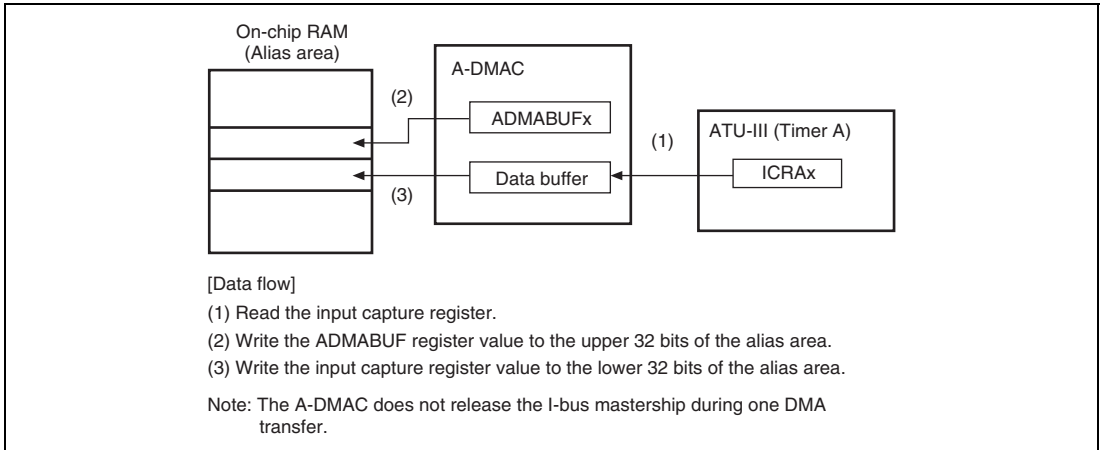 On-chip RAM
(Alias area)
A-DMAC
(2)
ADMABUFx
(1)
ATU-III (Timer A)
ICRAx
Data buffer
(3)
[Data flow]
(1) Read the input capture register.
(2) Write the ADMABUF register value to the upper 32 bits of the alias area.
(3) Write the input capture register value to the lower 32 bits of the alias area.
Note: The A-DMAC does not release the I-bus mastership during one DMA
transfer.